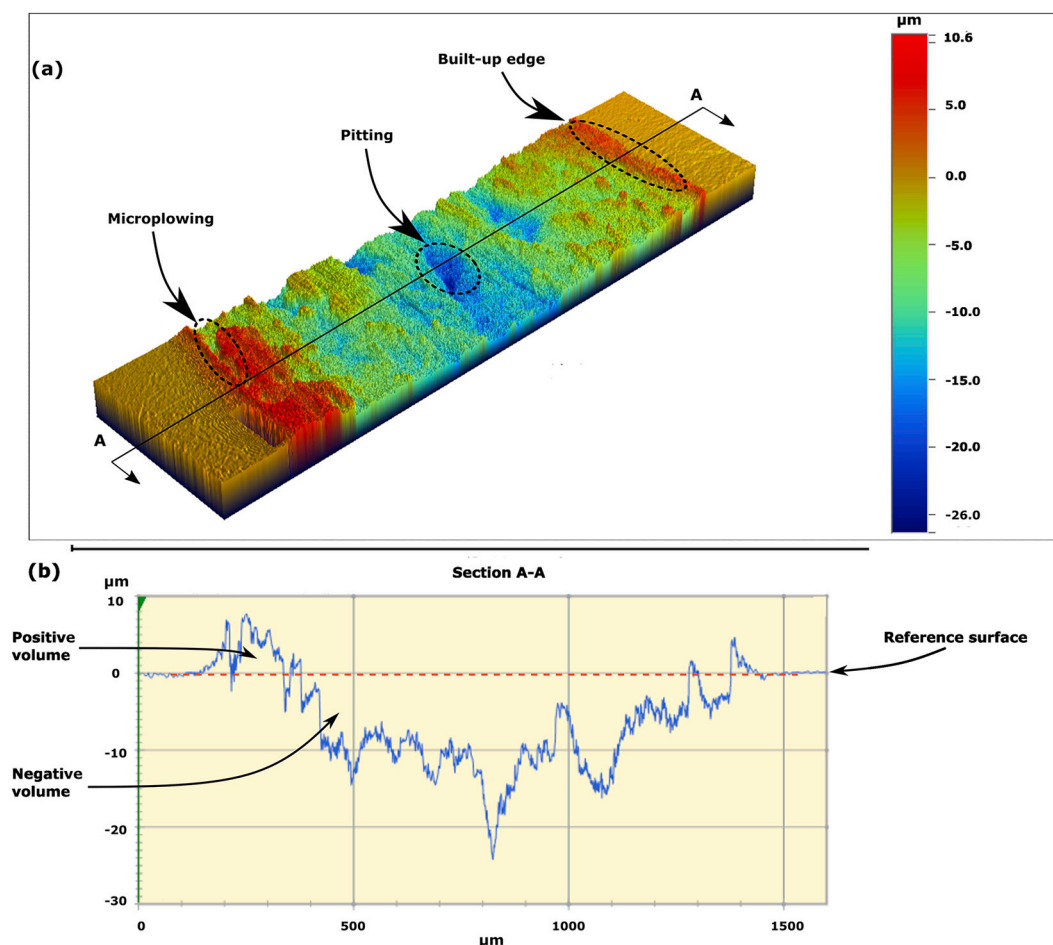 µm
10.6
5.0
0.0
-5.0
-10.0
-15.0
-20.0
-26.0
(a)
Built-up edge
A
Pitting
Microplowing
A
(b)
Section A-A
µm
10
0
-10
-20
-30
Positive
volume
Negative
volume
Reference surface
0
500
1000
1500
µm